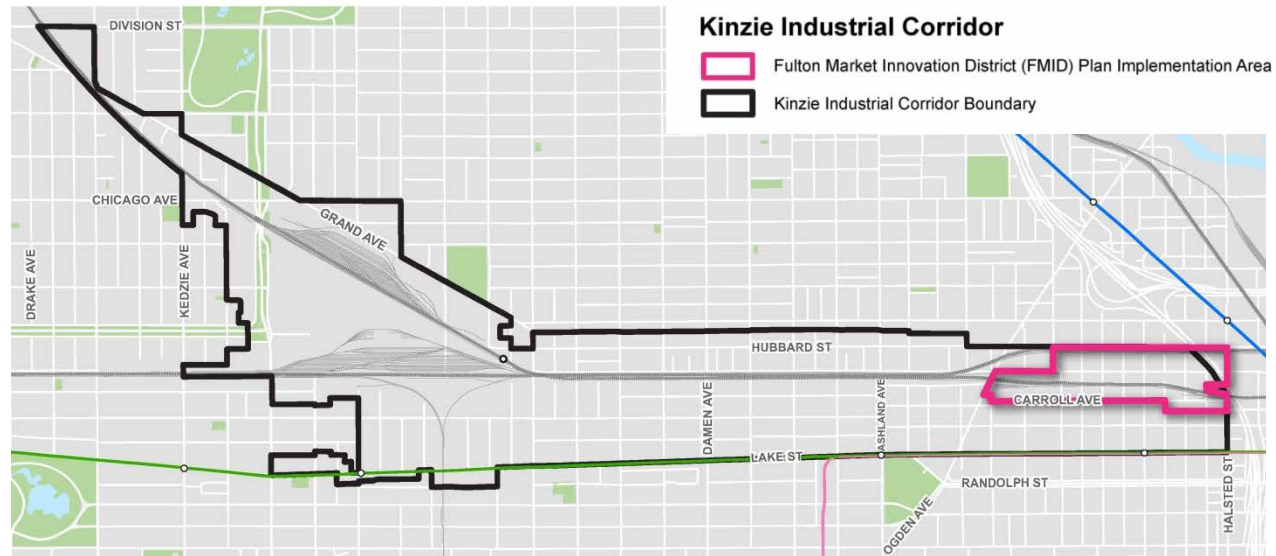 DIVISION ST
Kinzie Industrial Corridor
Fulton Market Innovation District (FMID) Plan Implementation Area
Kinzie Industrial Corridor Boundary
CHICAGO AVE
GRAND AVE
DRAKE AVE
KEDZIE AVE
HUBBARD ST
DAMEN AVE
ASHLAND AVE
CARROLL AVE
LAKE ST
RANDOLPH ST
OGDEN AVE
HALSTED ST